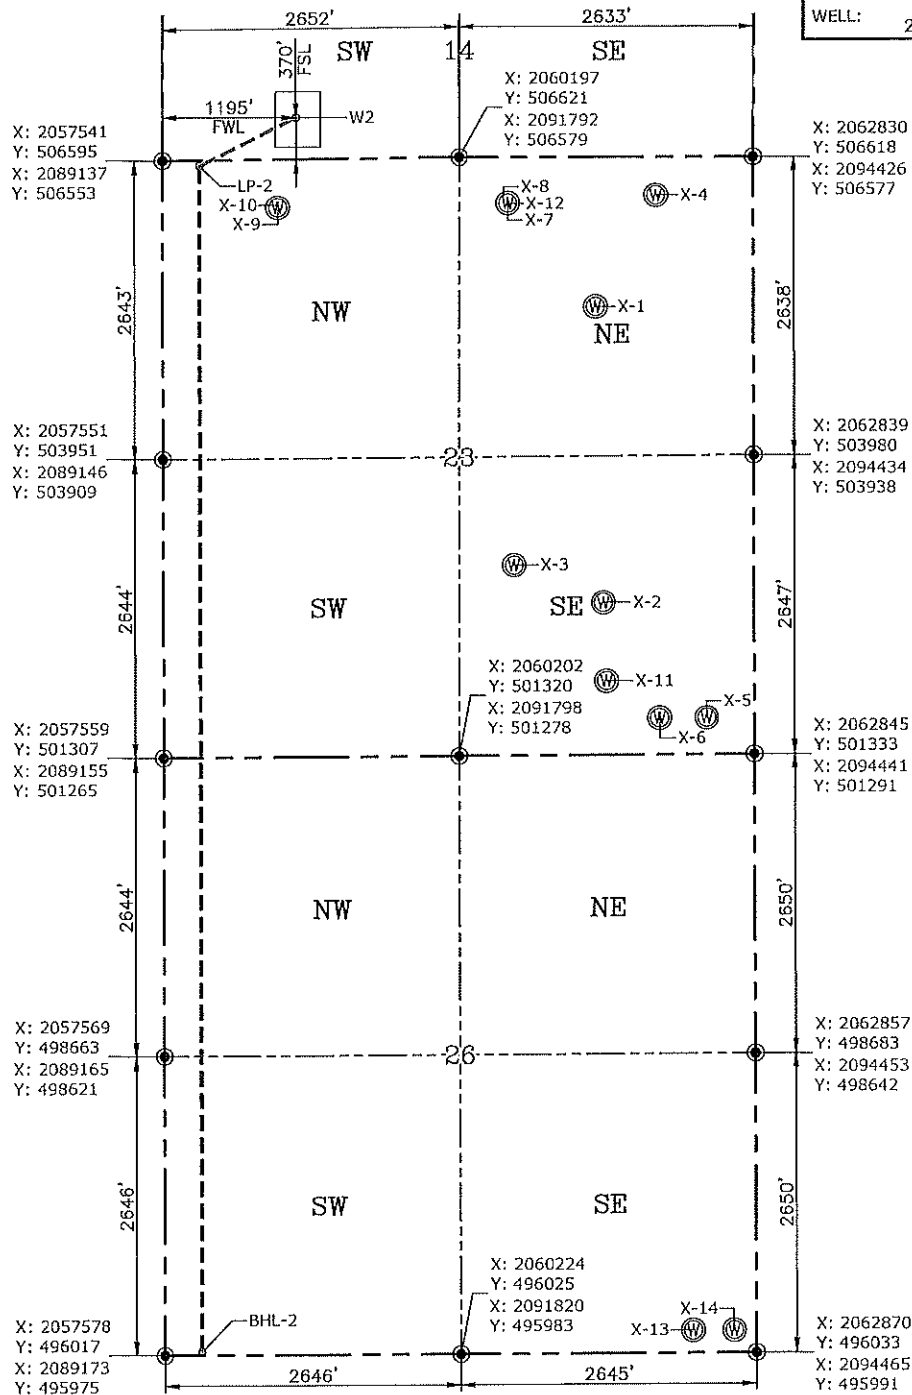 WELL: 2
2652'
2633'
SW
14
SE
370'
FSL
1195'
FWL
W2
X: 2060197
Y: 506621
X: 2091792
Y: 506579
X: 2057541
Y: 506595
X: 2089137
Y: 506553
X: 2062830
Y: 506618
X: 2094426
Y: 506577
LP-2
X-10
W
X-9
X-8
W
X-12
X-7
W
X-4
2643'
NW
W
X-1
NE
2638'
X: 2057551
Y: 503951
X: 2089146
Y: 503909
23
X: 2062839
Y: 503980
X: 2094434
Y: 503938
W
X-3
2644'
SW
SE
W
X-2
2647'
X: 2060202
Y: 501320
X: 2091798
Y: 501278
W
X-11
W
X-6
W
X-5
X: 2057559
Y: 501307
X: 2089155
Y: 501265
X: 2062845
Y: 501333
X: 2094441
Y: 501291
2644'
NW
NE
2650'
X: 2057569
Y: 498663
X: 2089165
Y: 498621
26
X: 2062857
Y: 498683
X: 2094453
Y: 498642
2646'
SW
SE
2650'
X: 2060224
Y: 496025
X: 2091820
Y: 495983
BHL-2
X-14
X-13
W
W
X: 2057578
Y: 496017
X: 2089173
Y: 495975
X: 2062870
Y: 496033
X: 2094465
Y: 495991
2646'
2645'